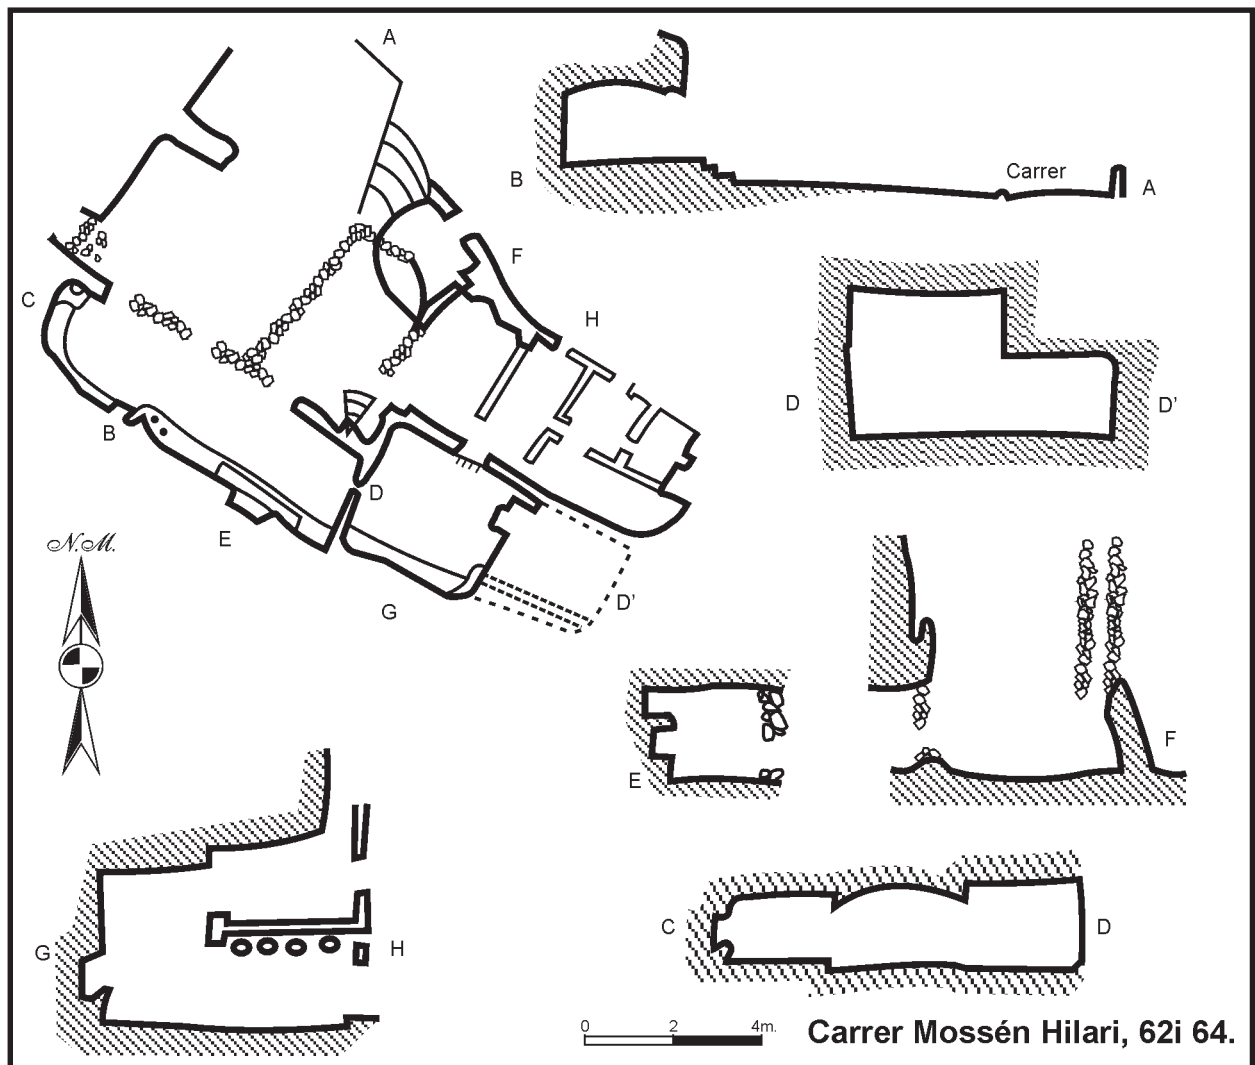 A
B
Carrer
A
F
C
H
D
D'
B
D
E
N.M.
G
D'
F
E
G
H
C
D
0 2 4m.
Carrer Mossén Hilari, 62i 64.